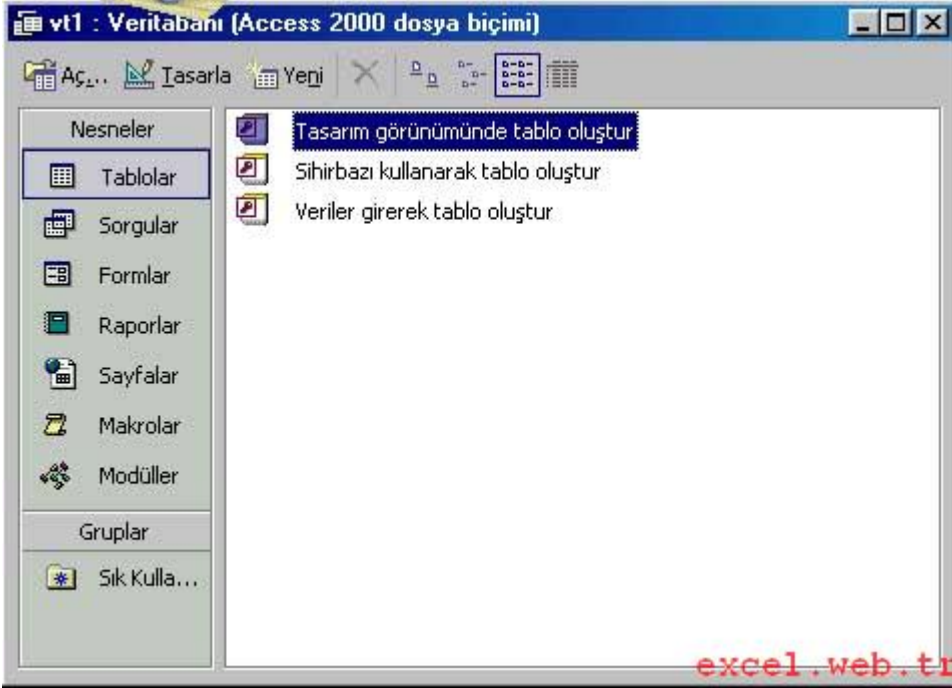 vt1 : Veritabanı (Access 2000 dosya biçimi)
Aç... Tasarla Yeni
Nesneler
Tablolar
Sorgular
Formlar
Raporlar
Sayfalar
Makrolar
Modüller
Gruplar
Sık Kulla...
Tasarım görünümünde tablo oluştur
Sihirbazı kullanarak tablo oluştur
Veriler girerek tablo oluştur
excel.web.tr